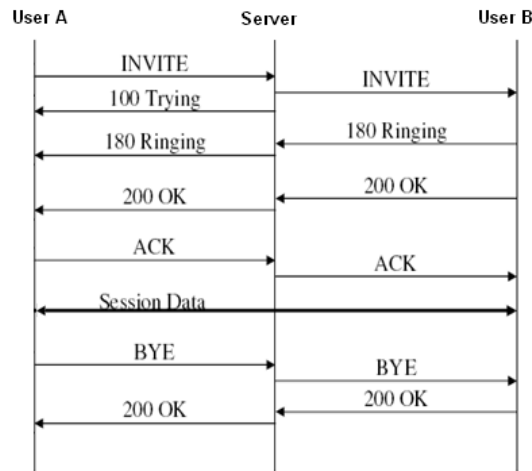 User A Server User B
INVITE
INVITE
100 Trying
180 Ringing
180 Ringing
200 OK
200 OK
ACK
ACK
Session Data
BYE
BYE
200 OK
200 OK